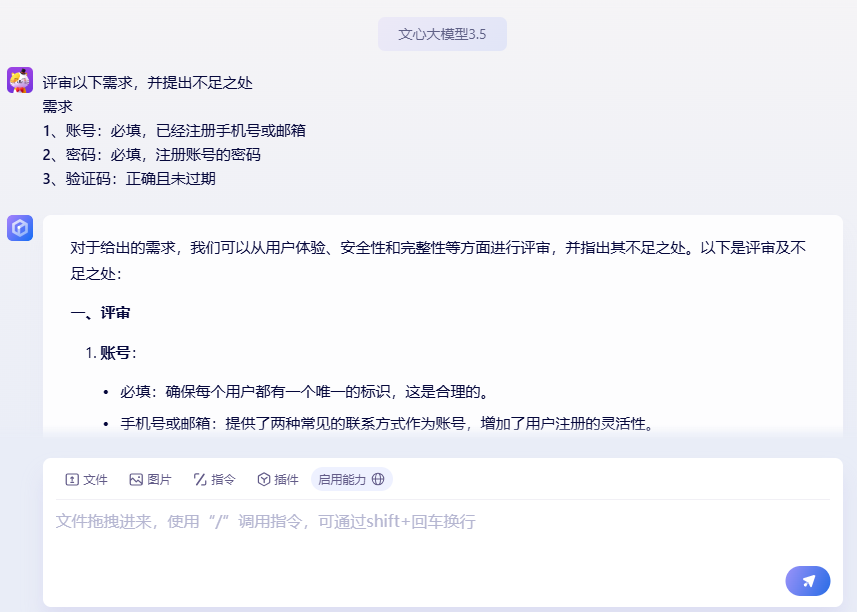 文心大模型3.5
评审以下需求，并提出不足之处
需求
1、账号：必填，已经注册手机号或邮箱
2、密码：必填，注册账号的密码
3、验证码：正确且未过期
对于给出的需求，我们可以从用户体验、安全性和完整性等方面进行评审，并指出其不足之处。以下是评审及不
足之处：
一、评审
1. 账号：
• 必填：确保每个用户都有一个唯一的标识，这是合理的。
• 手机号或邮箱：提供了两种常见的联系方式作为账号，增加了用户注册的灵活性。
文件 图片 指令 插件 启用能力
文件拖拽进来，使用“/”调用指令，可通过shift+回车换行